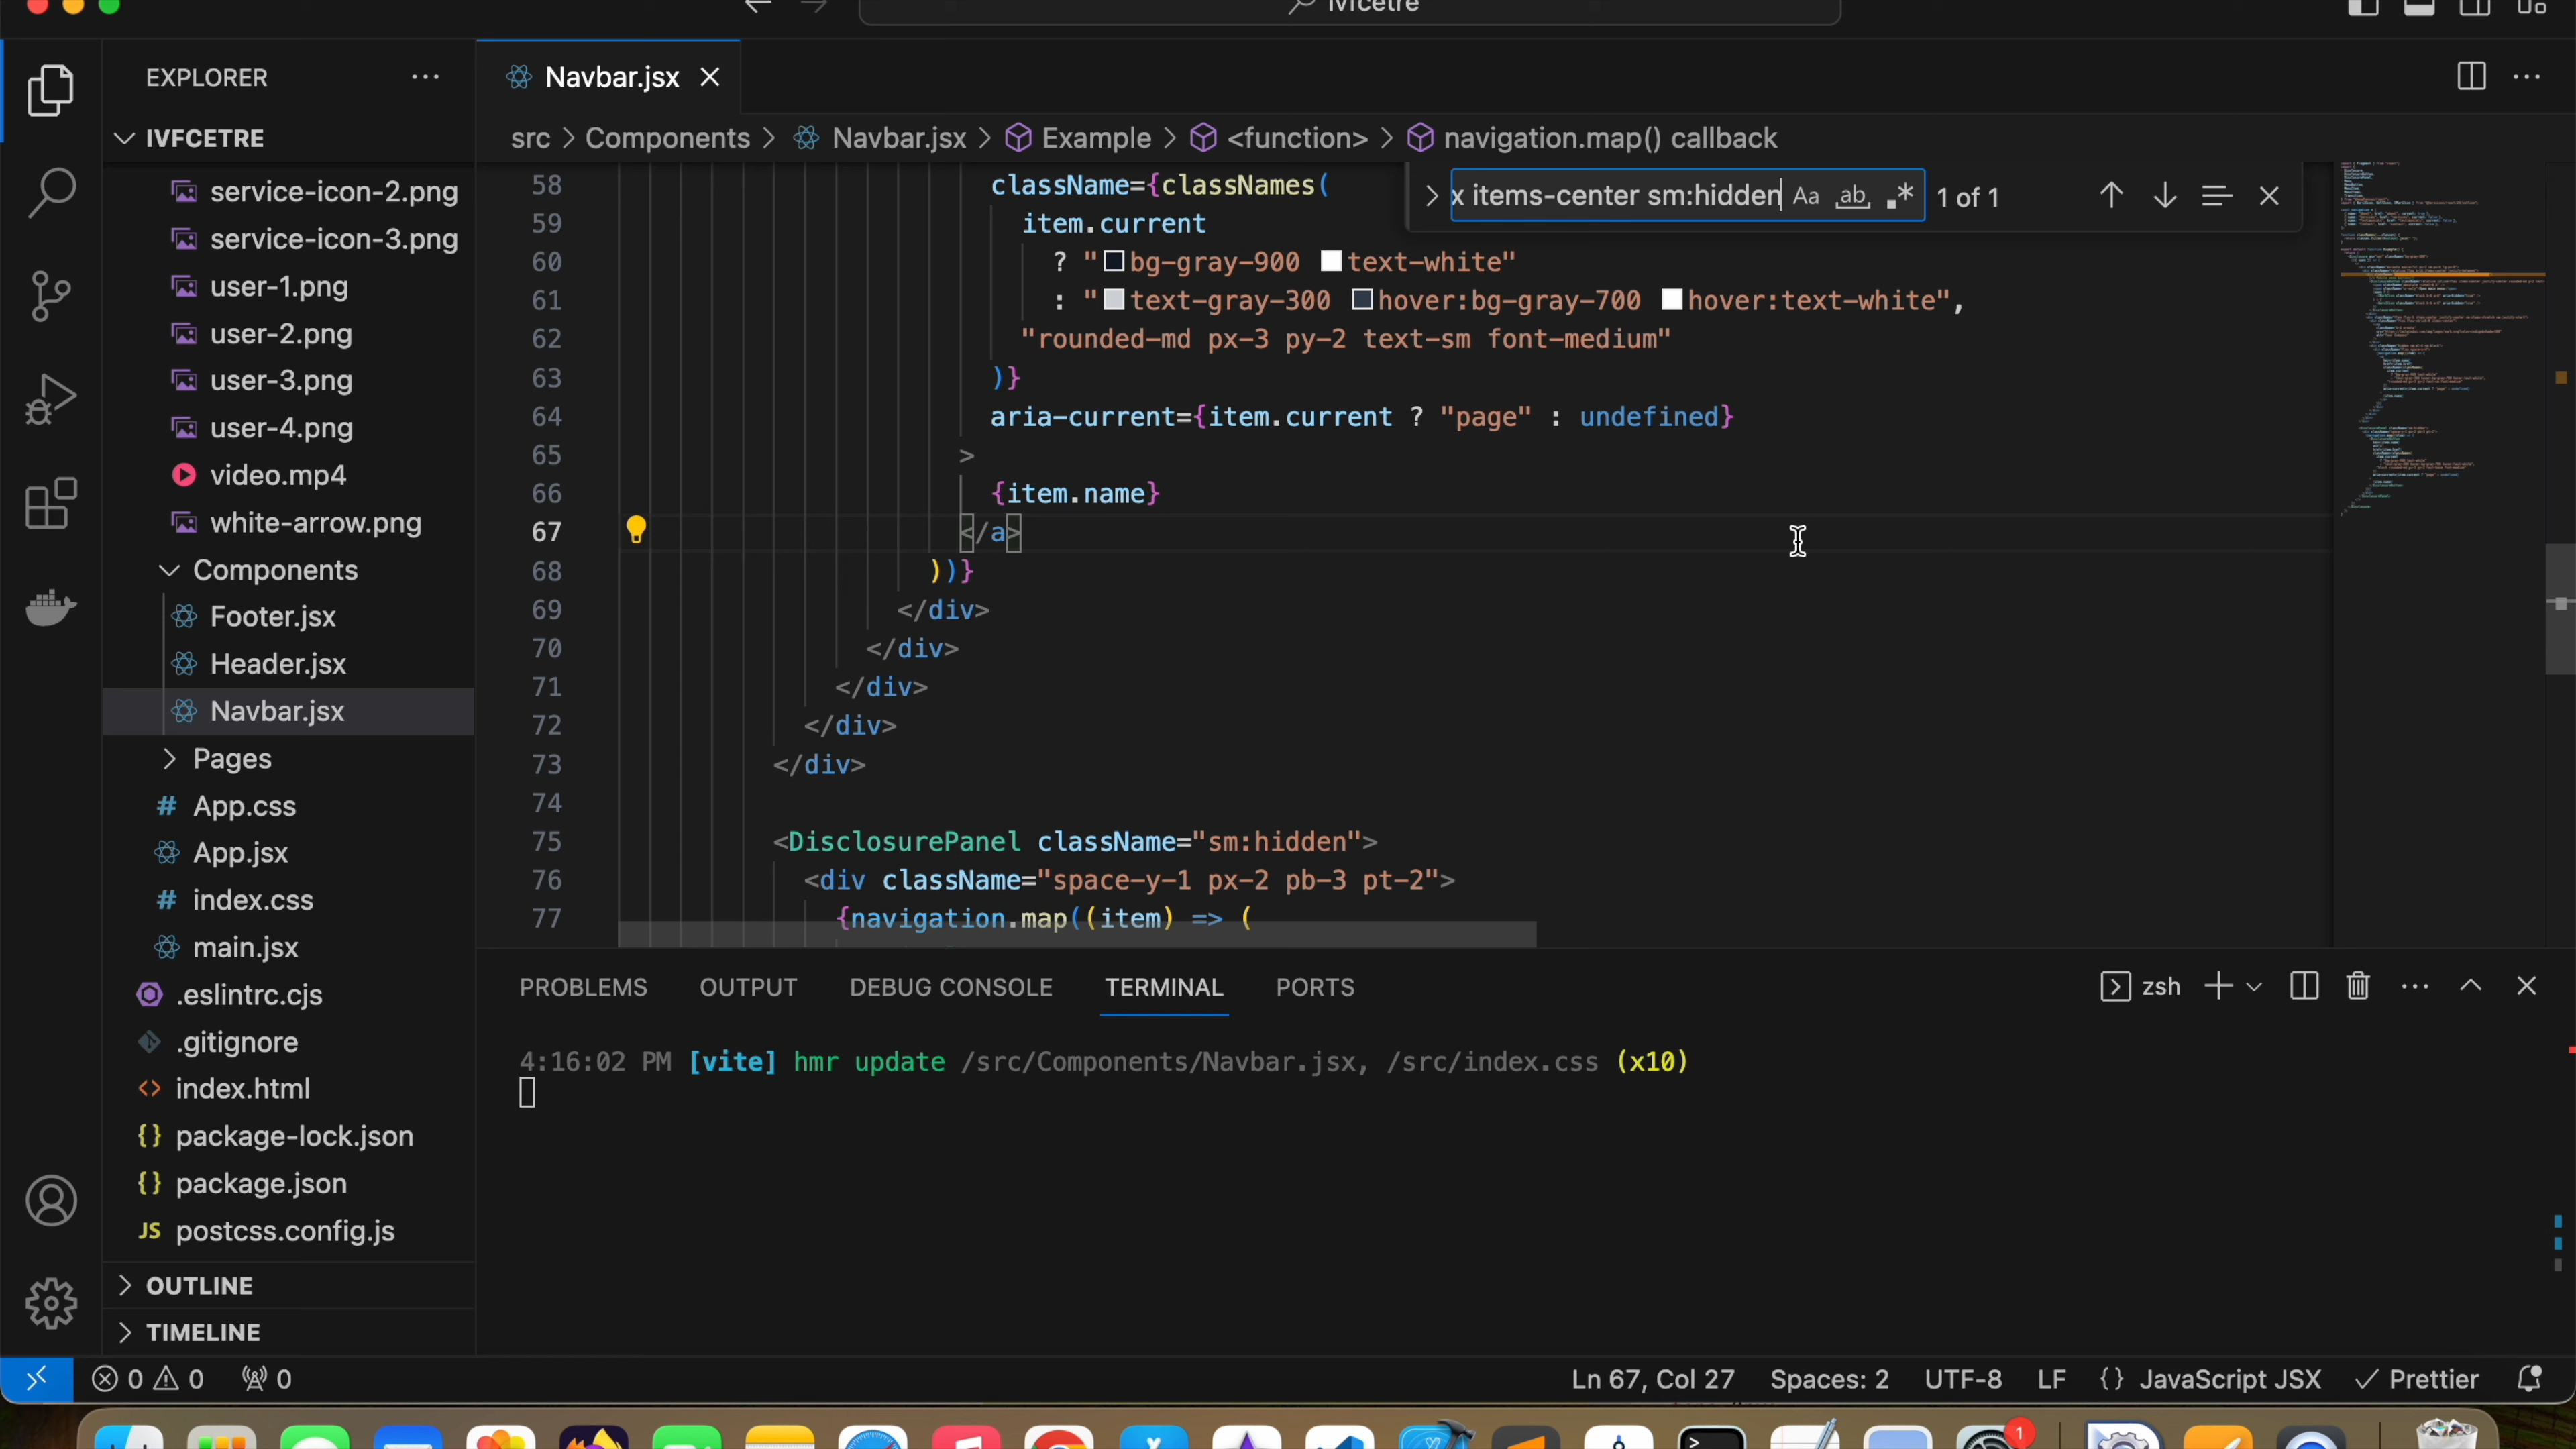 ivfcetre
EXPLORER
Navbar.jsx
IVFCETRE
src > Components > Navbar.jsx > Example > <function> > navigation.map() callback
x items-center sm:hidden Aa ab .* 1 of 1
service-icon-2.png
service-icon-3.png
user-1.png
user-2.png
user-3.png
user-4.png
video.mp4
white-arrow.png
Components
Footer.jsx
Header.jsx
Navbar.jsx
Pages
# App.css
App.jsx
# index.css
main.jsx
.eslintrc.cjs
.gitignore
<> index.html
{} package-lock.json
{} package.json
JS postcss.config.js
OUTLINE
TIMELINE
58 className={classNames(
59 item.current
60 ? "bg-gray-900 text-white"
61 : "text-gray-300 hover:bg-gray-700 hover:text-white",
62 "rounded-md px-3 py-2 text-sm font-medium"
63 )}
64 aria-current={item.current ? "page" : undefined}
65 >
66 {item.name}
67 </a>
68 ))}
69 </div>
70 </div>
71 </div>
72 </div>
73 </div>
74
75 <DisclosurePanel className="sm:hidden">
76 <div className="space-y-1 px-2 pb-3 pt-2">
77 {navigation.map((item) => (
PROBLEMS OUTPUT DEBUG CONSOLE TERMINAL PORTS
zsh
4:16:02 PM [vite] hmr update /src/Components/Navbar.jsx, /src/index.css (x10)
0 0 0
Ln 67, Col 27 Spaces: 2 UTF-8 LF {} JavaScript JSX Prettier
1